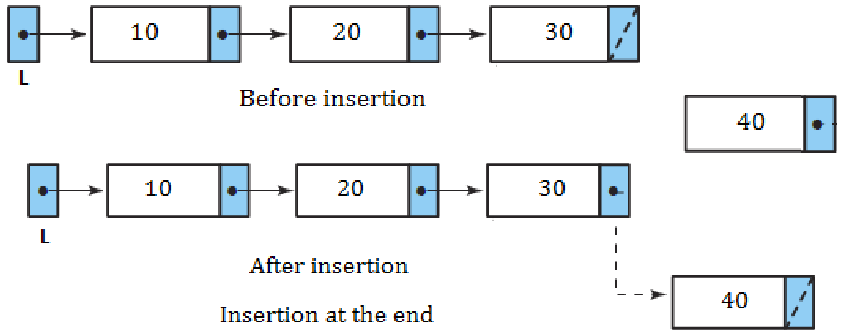 10 20 30
L
Before insertion
40
10 20 30
L
After insertion
40
Insertion at the end